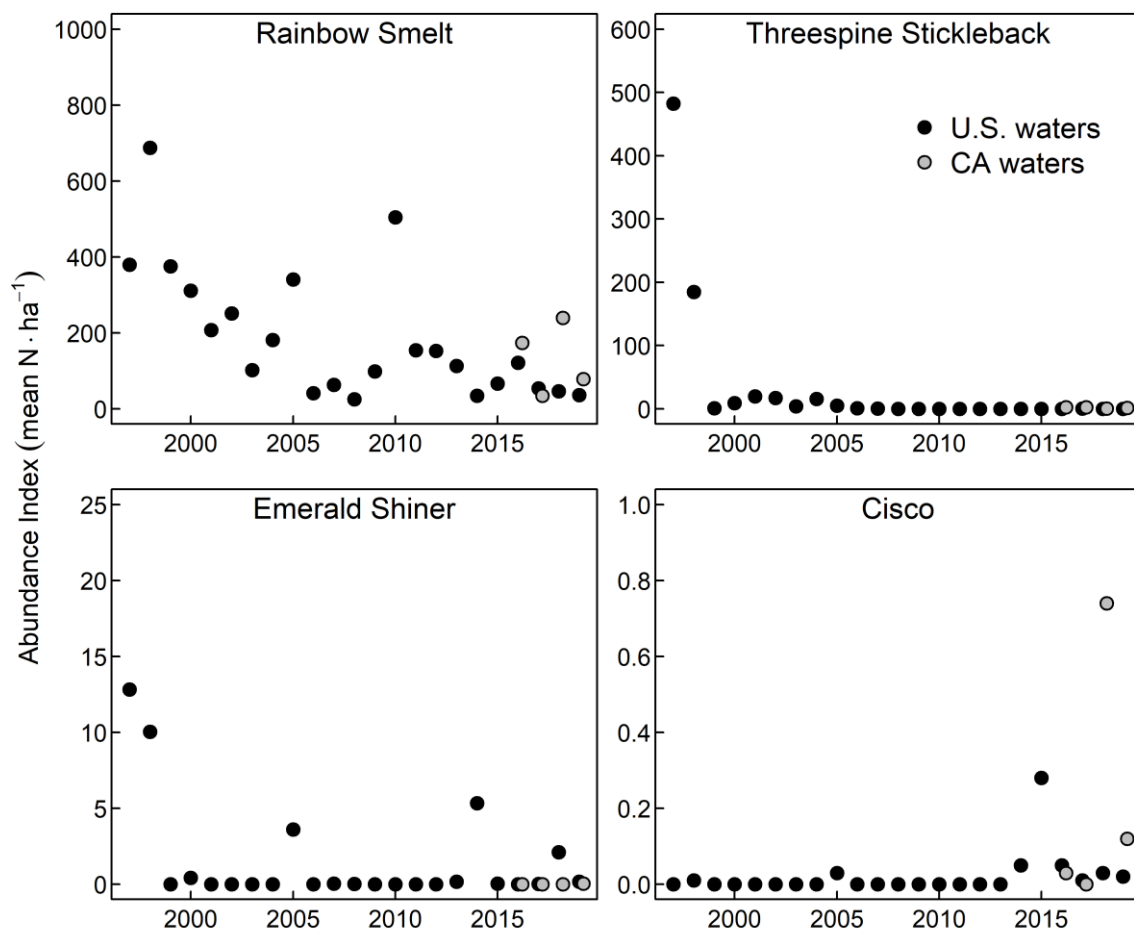 Abundance Index (mean N · ha⁻¹)
Rainbow Smelt
1000
800
600
400
200
0
2000 2005 2010 2015
Threespine Stickleback
600
500
400
300
200
100
0
U.S. waters
CA waters
2000 2005 2010 2015
Emerald Shiner
25
20
15
10
5
0
2000 2005 2010 2015
Cisco
1.0
0.8
0.6
0.4
0.2
0.0
2000 2005 2010 2015